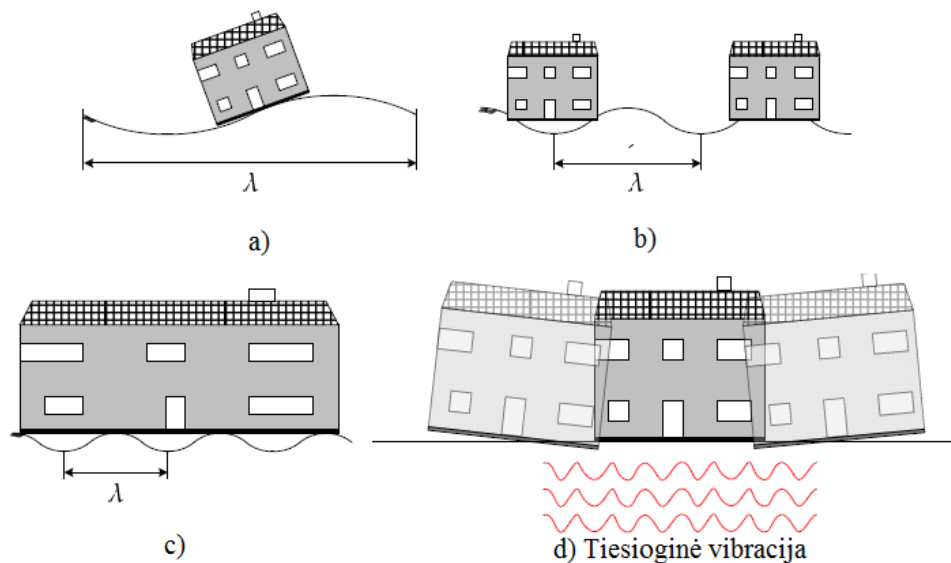 λ
λ
a)
b)
λ
c)
d) Tiesioginė vibracija